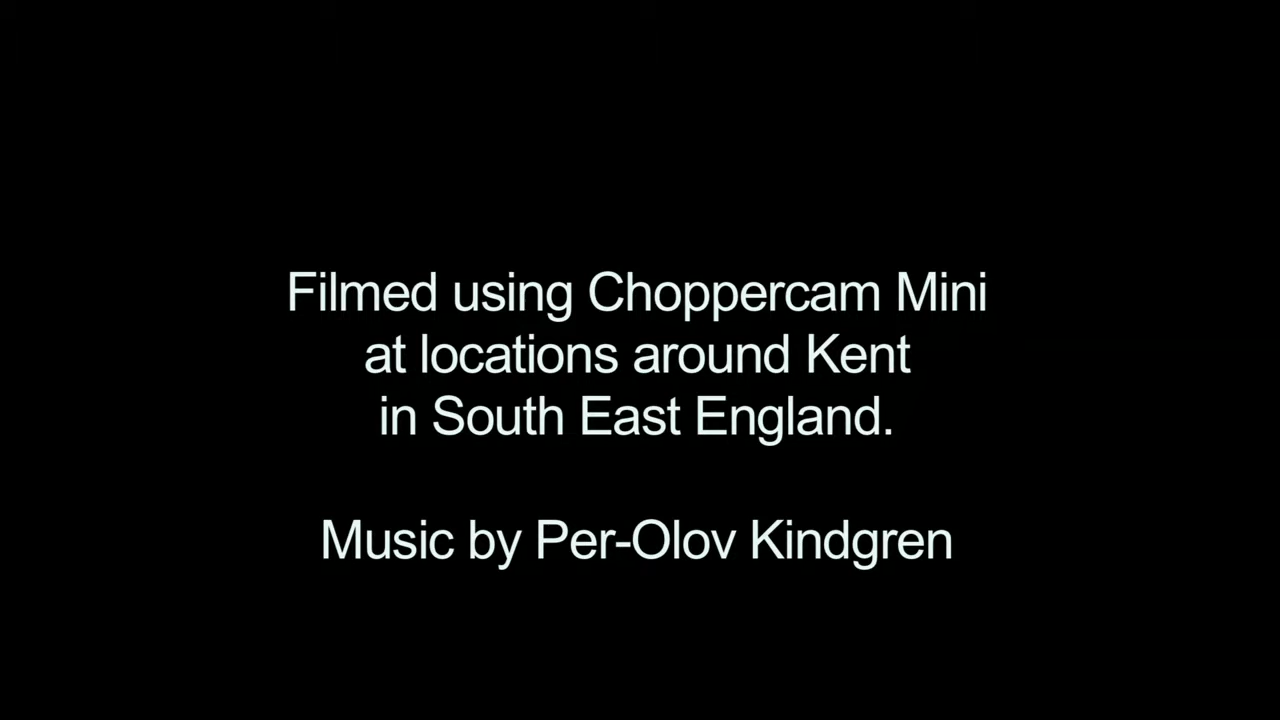 Filmed using Choppercam Mini
at locations around Kent
in South East England.
Music by Per-Olov Kindgren